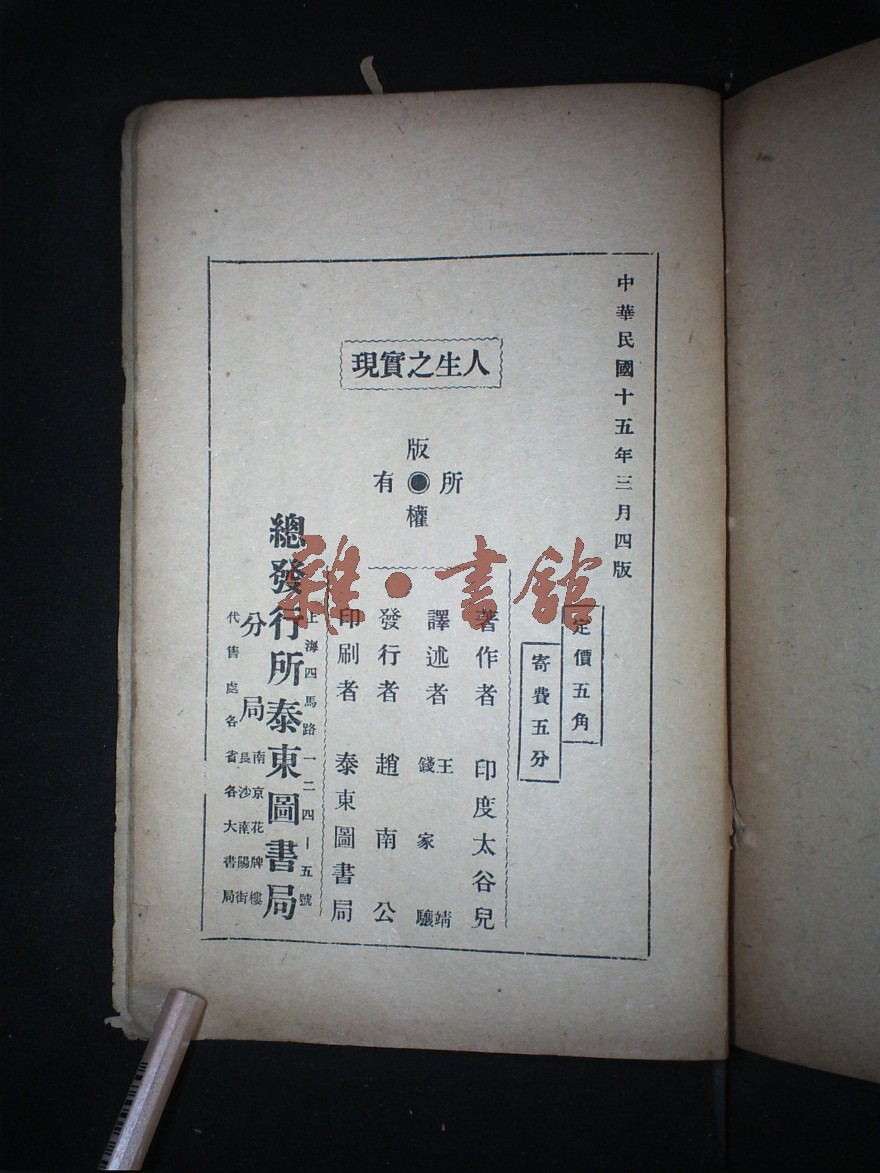 中華民國十五年三月四版
人生之實現
版權所有
定價五角
寄費五分
著作者 印度太谷兒
譯述者 王靖 錢家驤
發行者 趙南公
印刷者 泰東圖書局
上海四馬路一二四—五號
總發行所泰東圖書局
分局 南京花牌樓 長沙南陽街
代售處各省各大書局
雜·書館